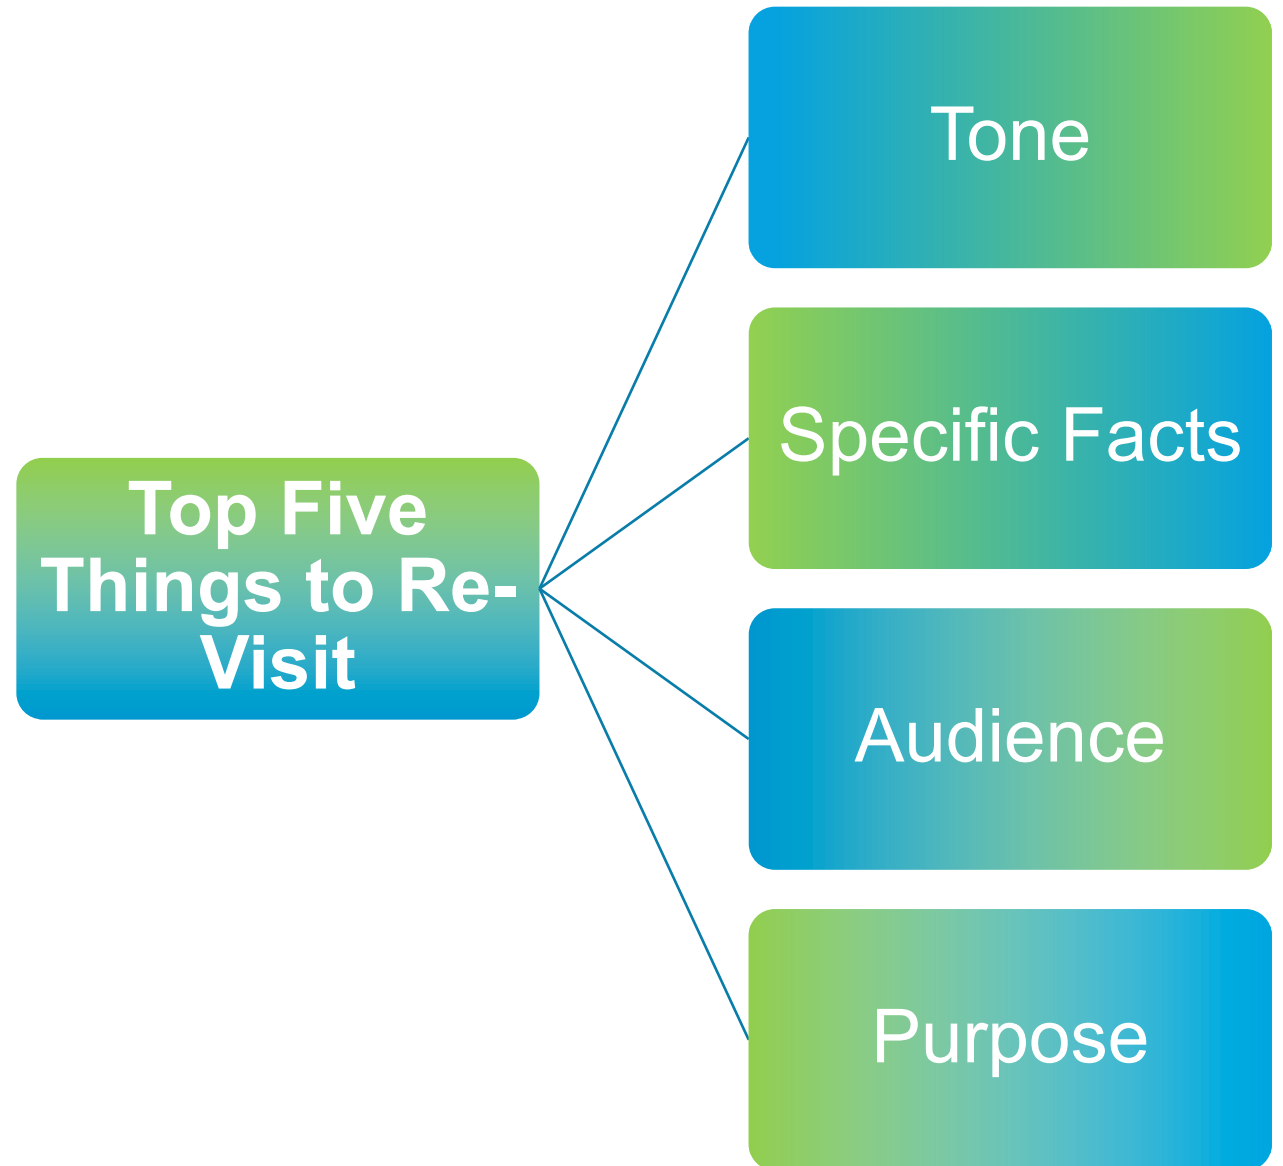 Top Five
Things to Re-
Visit
Tone
Specific Facts
Audience
Purpose